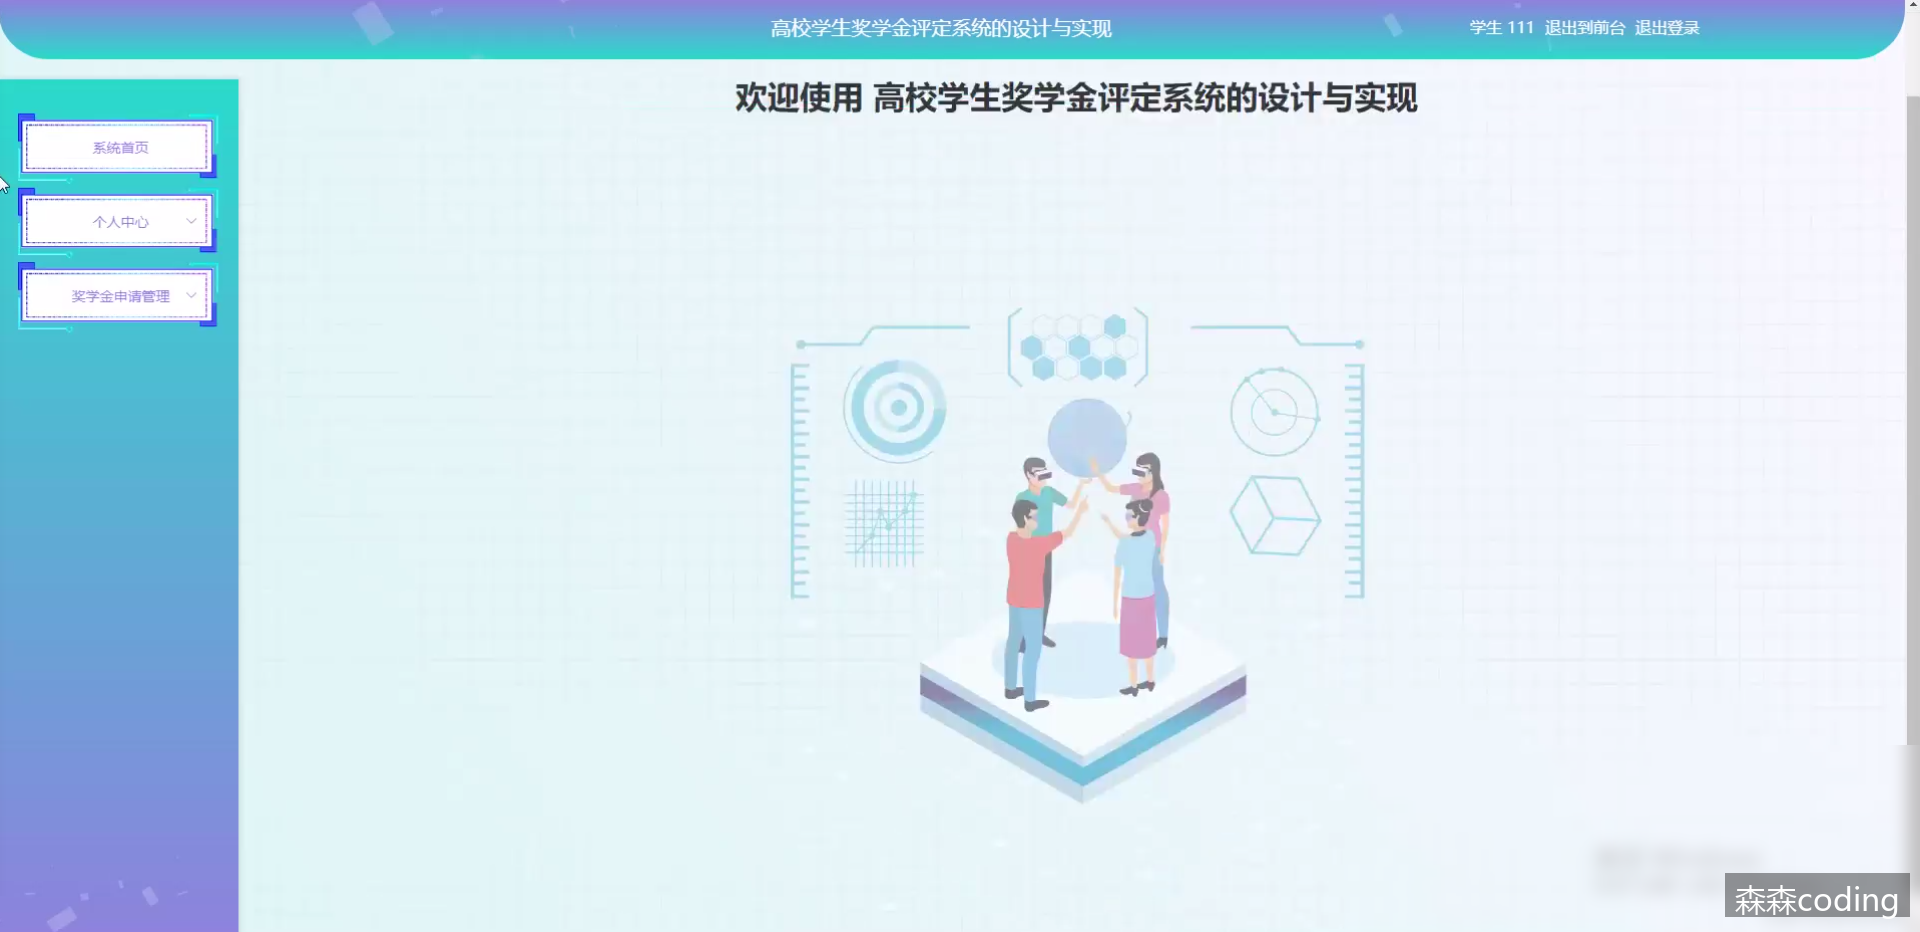 高校学生奖学金评定系统的设计与实现
学生 111 退出到前台 退出登录
欢迎使用 高校学生奖学金评定系统的设计与实现
系统首页
个人中心
奖学金申请管理
森森coding